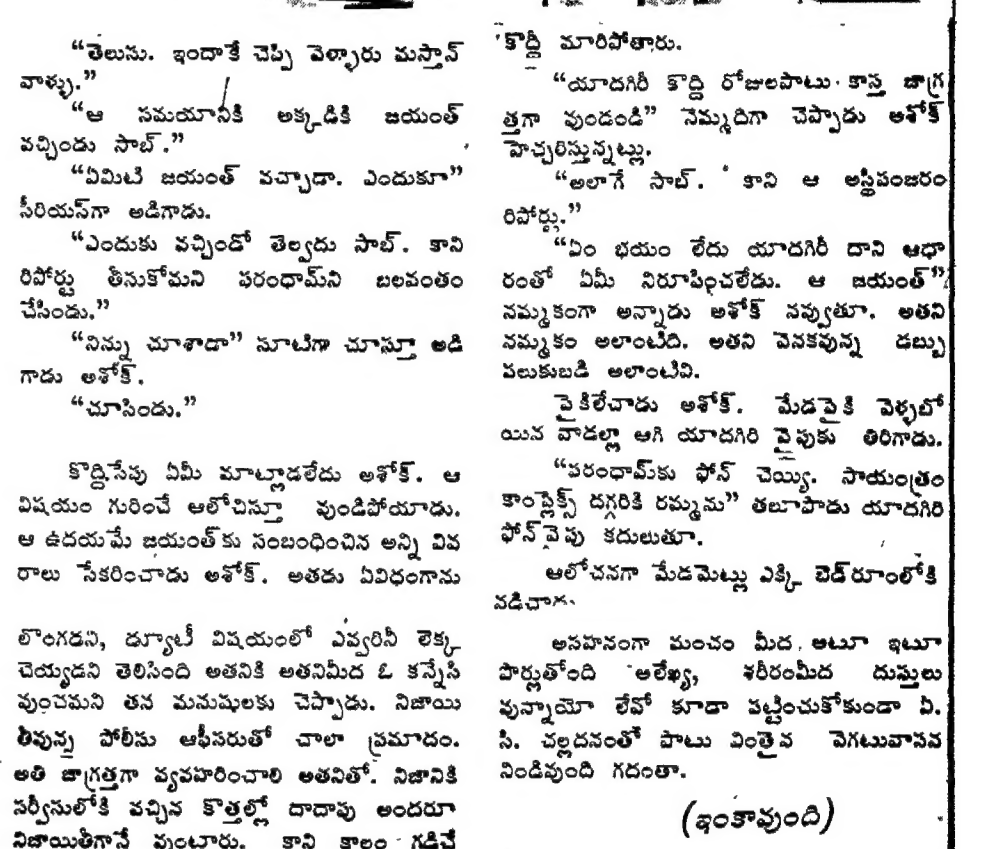 “తెలుసు. ఇందాకే చెప్పి వెళ్ళారు మస్తాన్
వాళ్ళు.”
“ఆ సమయానికి అక్కడికి జయంత్
వచ్చిండు సాబ్.”
“ఏమిటి జయంత్ వచ్చాడా. ఎందుకూ”
సీరియస్‌గా అడిగాడు.
“ఎందుకు వచ్చిండో తెల్వదు సాబ్. కాని
రిపోర్టు తీసుకోమని పరంధామ్‌ని బలవంతం
చేసిండు.”
“నిన్ను చూశాడా” సూటిగా చూస్తూ అడి
గాడు అశోక్.
“చూసిండు.”
కొద్దిసేపు ఏమీ మాట్లాడలేదు అశోక్. ఆ
విషయం గురించే ఆలోచిస్తూ వుండిపోయాడు.
ఆ ఉదయమే జయంత్‌కు సంబంధించిన అన్ని వివ
రాలు సేకరించాడు అశోక్. అతడు ఏవిధంగాను
లొంగడని, డ్యూటీ విషయంలో ఎవ్వరినీ లెక్క
చెయ్యడని తెలిసింది అతనికి అతనిమీద ఓ కన్నేసి
వుంచమని తన మనుషులకు చెప్పాడు. నిజాయి
తీవున్న పోలీసు ఆఫీసరుతో చాలా ప్రమాదం.
అతి జాగ్రత్తగా వ్యవహరించాలి అతనితో. నిజానికి
సర్వీసులోకి వచ్చిన కొత్తల్లో దాదాపు అందరూ
నిజాయితీగానే వుంటారు. కాని కాలం గడిచే
కొద్దీ మారిపోతారు.
“యాదగిరీ కొద్ది రోజులపాటు కాస్త జాగ్ర
త్తగా వుండండి” నెమ్మదిగా చెప్పాడు అశోక్
హెచ్చరిస్తున్నట్లు.
“అలాగే సాబ్. కాని ఆ అస్థిపంజరం
రిపోర్టు.”
“ఏం భయం లేదు యాదగిరీ దాని ఆధా
రంతో ఏమీ నిరూపించలేడు. ఆ జయంత్”
నమ్మకంగా అన్నాడు అశోక్ నవ్వుతూ. అతని
నమ్మకం అలాంటిది. అతని వెనకవున్న డబ్బు
పలుకుబడి అలాంటివి.
పైకిలేచాడు అశోక్. మేడపైకి వెళ్ళబో
యిన వాడల్లా ఆగి యాదగిరి వైపుకు తిరిగాడు.
“పరంధామ్‌కు ఫోన్ చెయ్యి. సాయంత్రం
కాంప్లెక్స్ దగ్గరికి రమ్మను” తలూపాడు యాదగిరి
ఫోన్‌వైపు కదులుతూ.
ఆలోచనగా మేడమెట్లు ఎక్కి బెడ్‌రూంలోకి
నడిచాడు
అసహనంగా మంచం మీద అటూ ఇటూ
పొర్లుతోంది అలేఖ్య, శరీరంమీద దుస్తులు
వున్నాయో లేవో కూడా పట్టించుకోకుండా వీ.
సి. చల్లదనంతో పాటు వింతైన వెగటువాసన
నిండివుంది గదంతా.
(ఇంకావుంది)